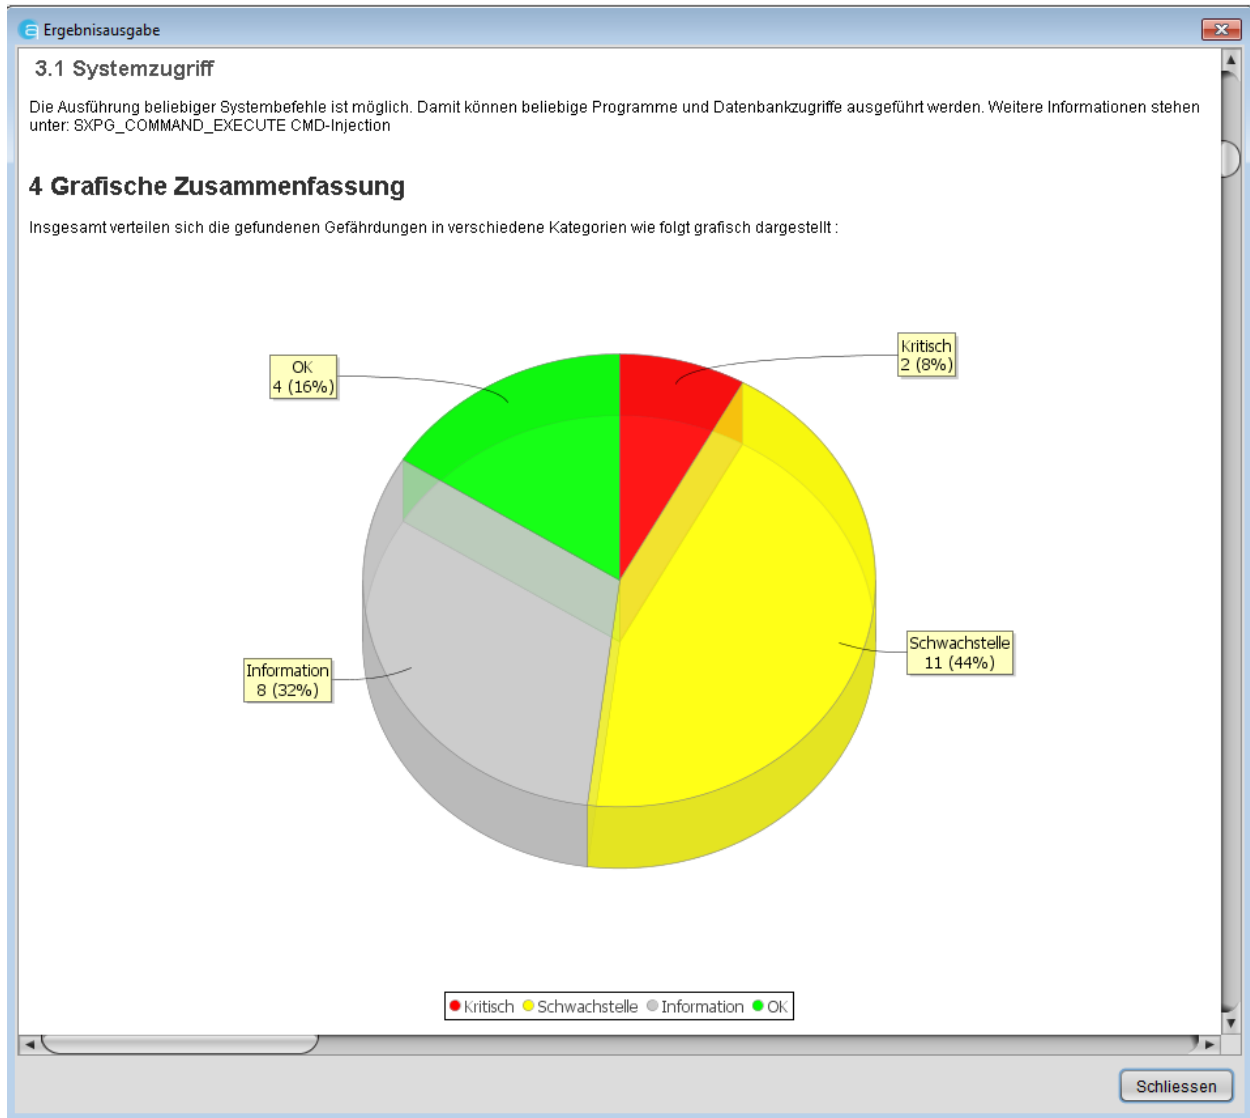 Ergebnisausgabe
3.1 Systemzugriff
Die Ausführung beliebiger Systembefehle ist möglich. Damit können beliebige Programme und Datenbankzugriffe ausgeführt werden. Weitere Informationen stehen
unter: SXPG_COMMAND_EXECUTE CMD-Injection
4 Grafische Zusammenfassung
Insgesamt verteilen sich die gefundenen Gefährdungen in verschiedene Kategorien wie folgt grafisch dargestellt :
Kritisch
2 (8%)
OK
4 (16%)
Schwachstelle
11 (44%)
Information
8 (32%)
Kritisch Schwachstelle Information OK
Schliessen